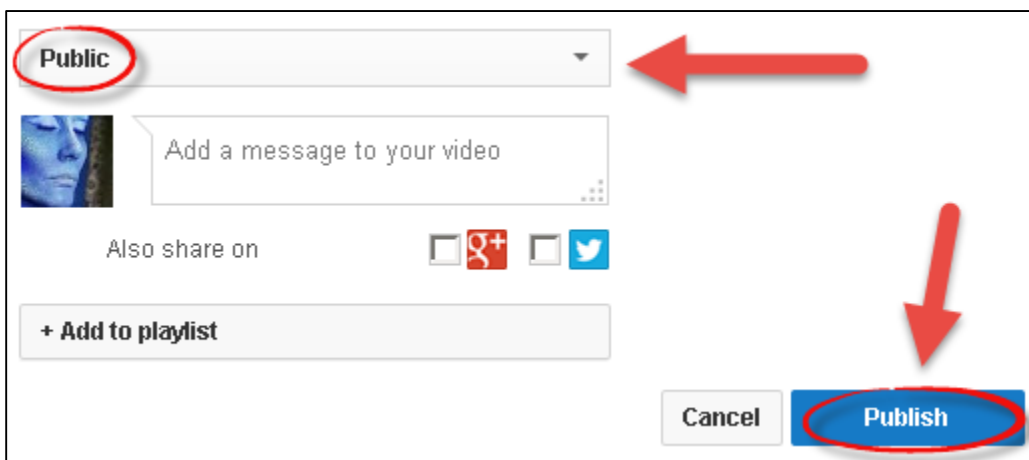 Public
Add a message to your video
Also share on
g+
+ Add to playlist
Cancel
Publish